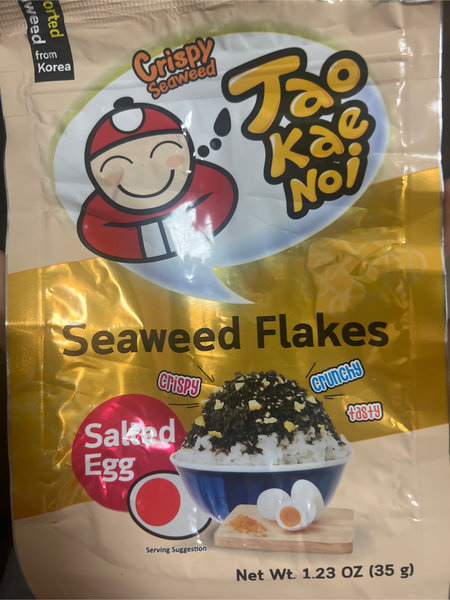 orted
weed from
Korea
Crispy
Seaweed
Tao
Kae
Noi
Seaweed Flakes
crispy
crunchy
tasty
Salted
Egg
Serving Suggestion
Net Wt. 1.23 OZ (35 g)